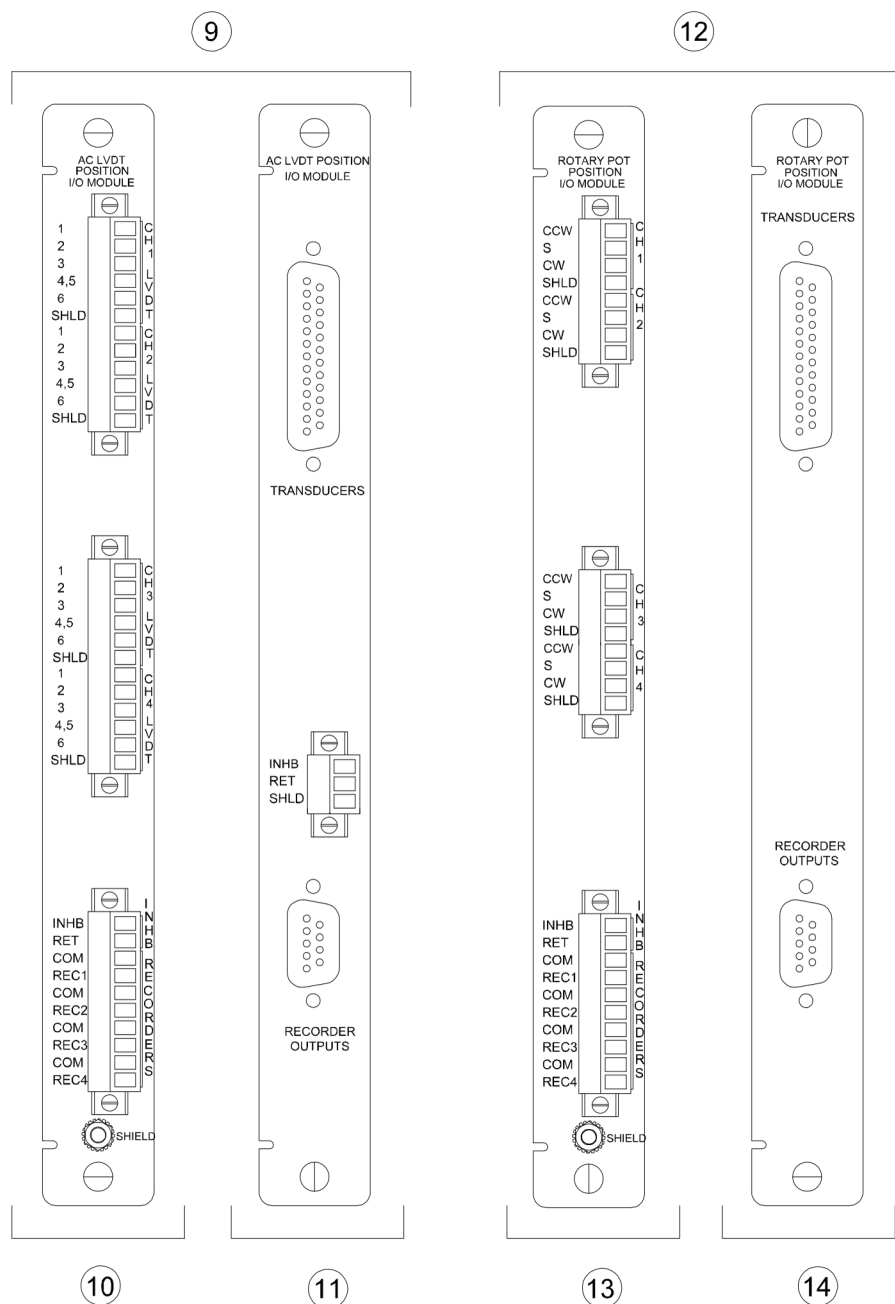 9
12
AC LVDT
POSITION
I/O MODULE
1
2
3
4,5
6
SHLD
1
2
3
4,5
6
SHLD
CH1 LVDT
CH2 LVDT
1
2
3
4,5
6
SHLD
1
2
3
4,5
6
SHLD
CH3 LVDT
CH4 LVDT
INHB
RET
COM
REC1
COM
REC2
COM
REC3
COM
REC4
INHB
RECORDERS
SHIELD
AC LVDT POSITION
I/O MODULE
TRANSDUCERS
INHB
RET
SHLD
RECORDER
OUTPUTS
ROTARY POT
POSITION
I/O MODULE
CCW
S
CW
SHLD
CCW
S
CW
SHLD
CH1
CH2
CCW
S
CW
SHLD
CCW
S
CW
SHLD
CH3
CH4
INHB
RET
COM
REC1
COM
REC2
COM
REC3
COM
REC4
INHB
RECORDERS
SHIELD
ROTARY POT
POSITION
I/O MODULE
TRANSDUCERS
RECORDER
OUTPUTS
10
11
13
14